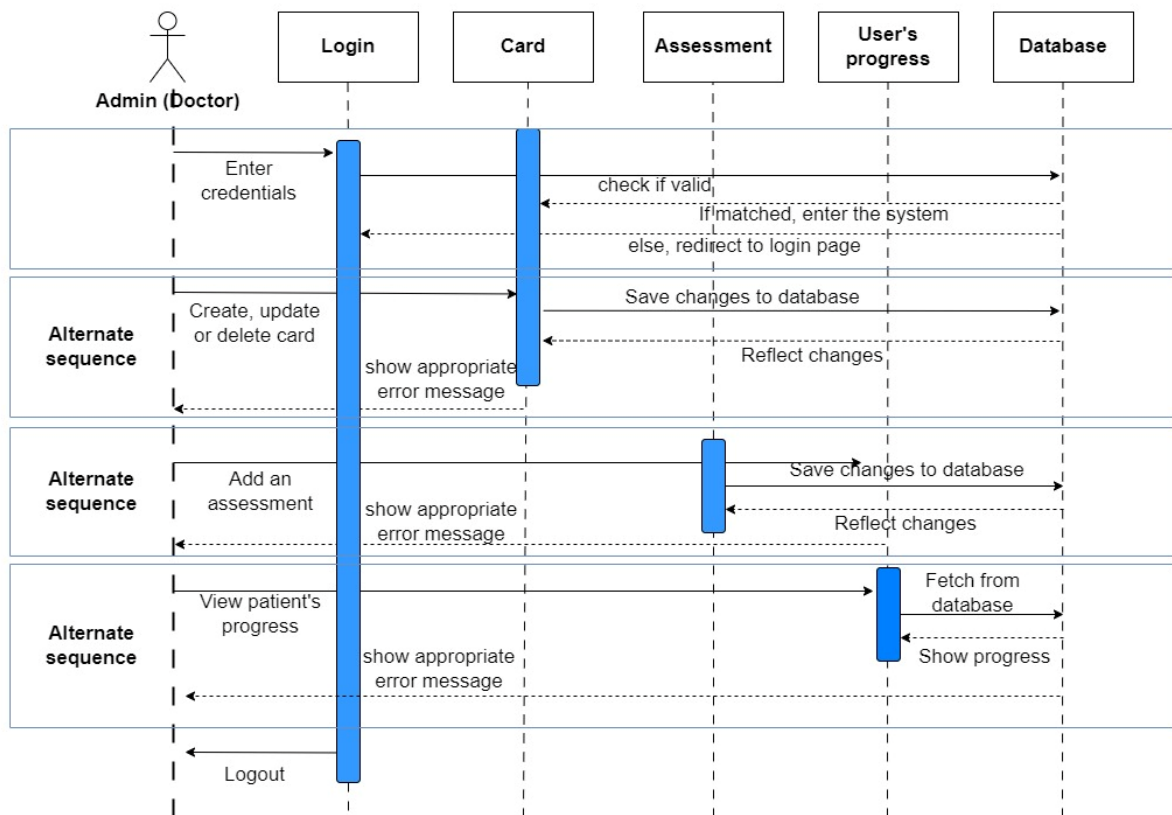 Login
Card
Assessment
User's
progress
Database
Admin (Doctor)
Enter
credentials
check if valid
If matched, enter the system
else, redirect to login page
Alternate
sequence
Create, update
or delete card
Save changes to database
Reflect changes
show appropriate
error message
Alternate
sequence
Add an
assessment
Save changes to database
Reflect changes
show appropriate
error message
Alternate
sequence
View patient's
progress
Fetch from
database
Show progress
show appropriate
error message
Logout